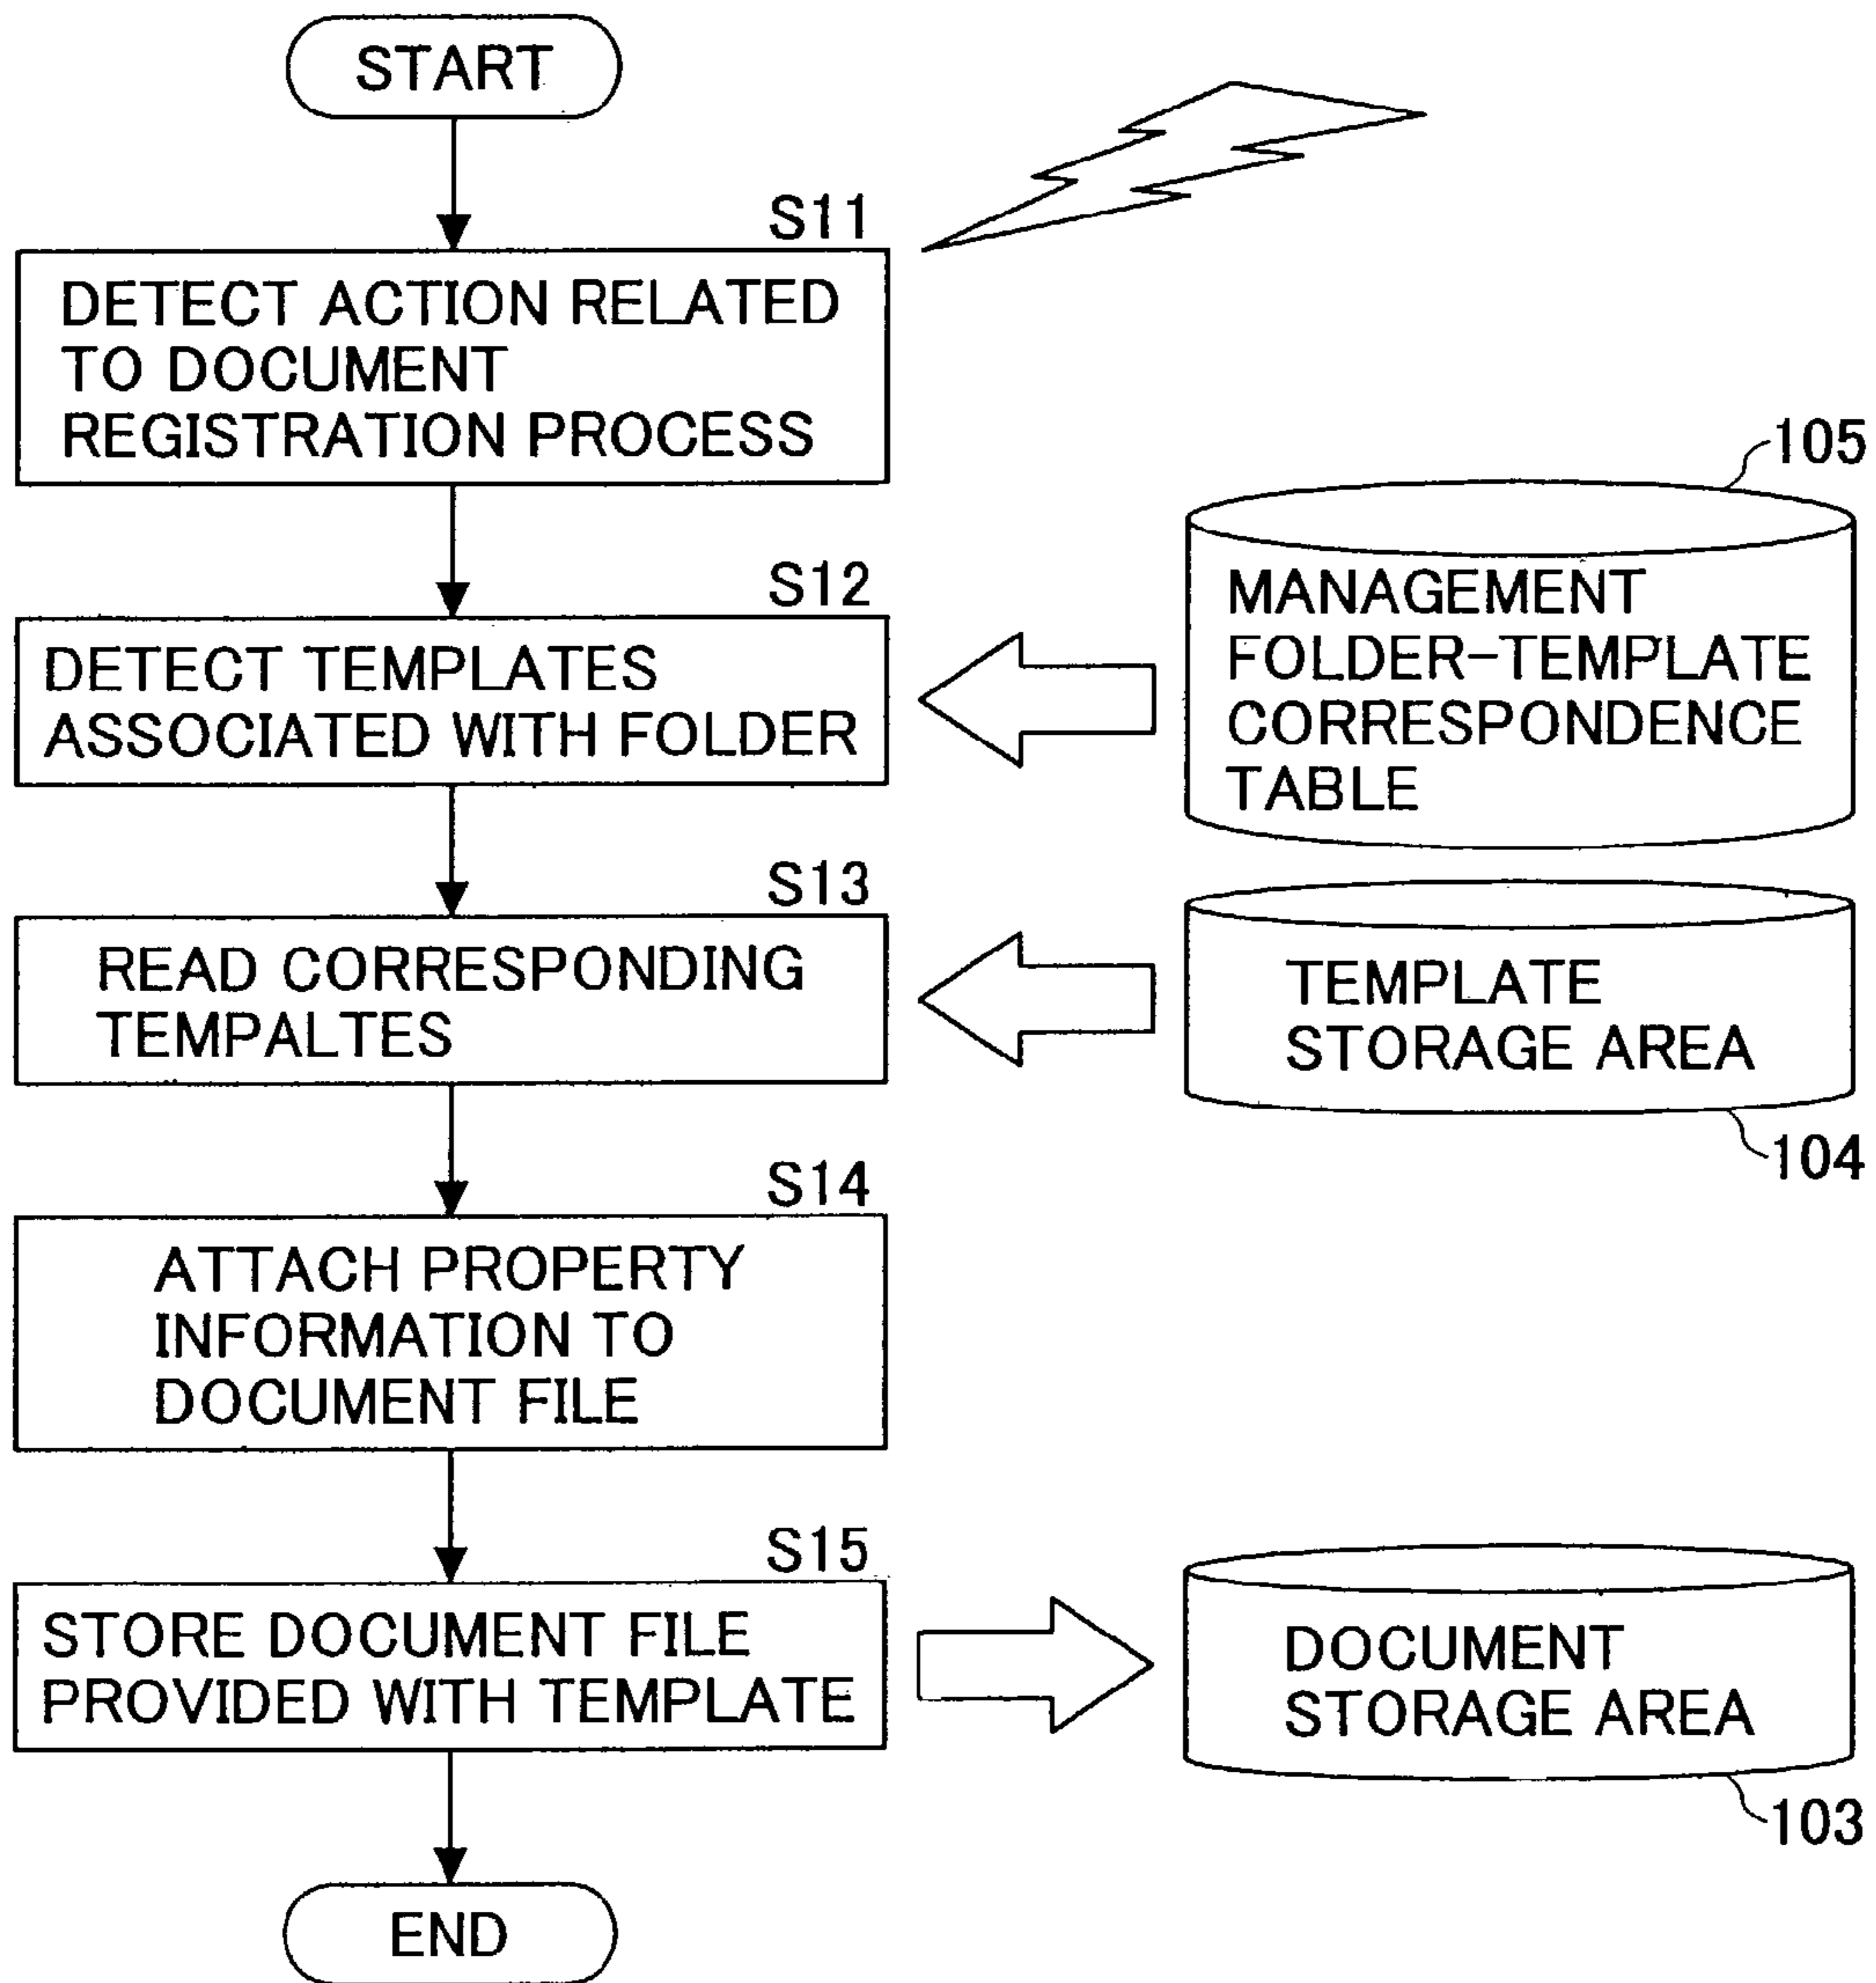 START
S11
DETECT ACTION RELATED
TO DOCUMENT
REGISTRATION PROCESS
105
S12
DETECT TEMPLATES
ASSOCIATED WITH FOLDER
MANAGEMENT
FOLDER-TEMPLATE
CORRESPONDENCE
TABLE
S13
READ CORRESPONDING
TEMPALTES
TEMPLATE
STORAGE AREA
104
S14
ATTACH PROPERTY
INFORMATION TO
DOCUMENT FILE
S15
STORE DOCUMENT FILE
PROVIDED WITH TEMPLATE
DOCUMENT
STORAGE AREA
103
END